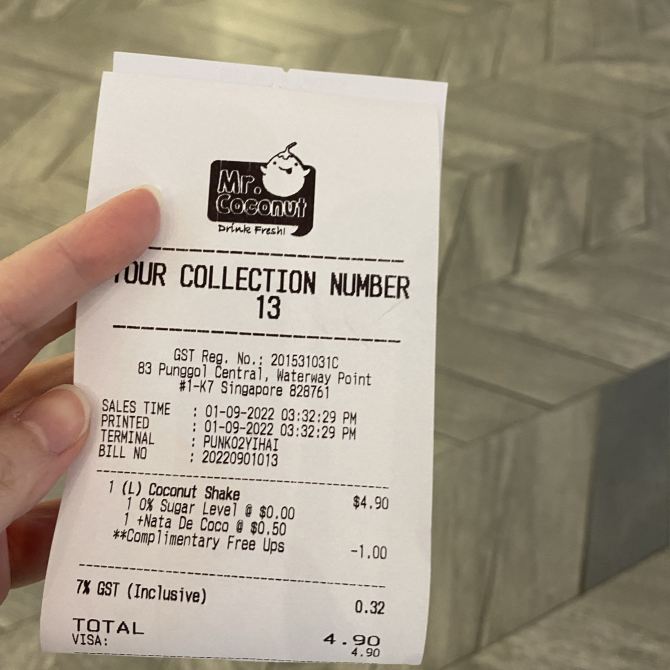 Mr.
Coconut
Drink Fresh!
YOUR COLLECTION NUMBER
13
GST Reg. No.: 201531031C
83 Punggol Central, Waterway Point
#1-K7 Singapore 828761
SALES TIME : 01-09-2022 03:32:29 PM
PRINTED : 01-09-2022 03:32:29 PM
TERMINAL : PUNKO2YIHAI
BILL NO : 20220901013
1 (L) Coconut Shake $4.90
1 0% Sugar Level @ $0.00
1 +Nata De Coco @ $0.50
**Complimentary Free Ups -1.00
7% GST (Inclusive) 0.32
TOTAL 4.90
VISA: 4.90